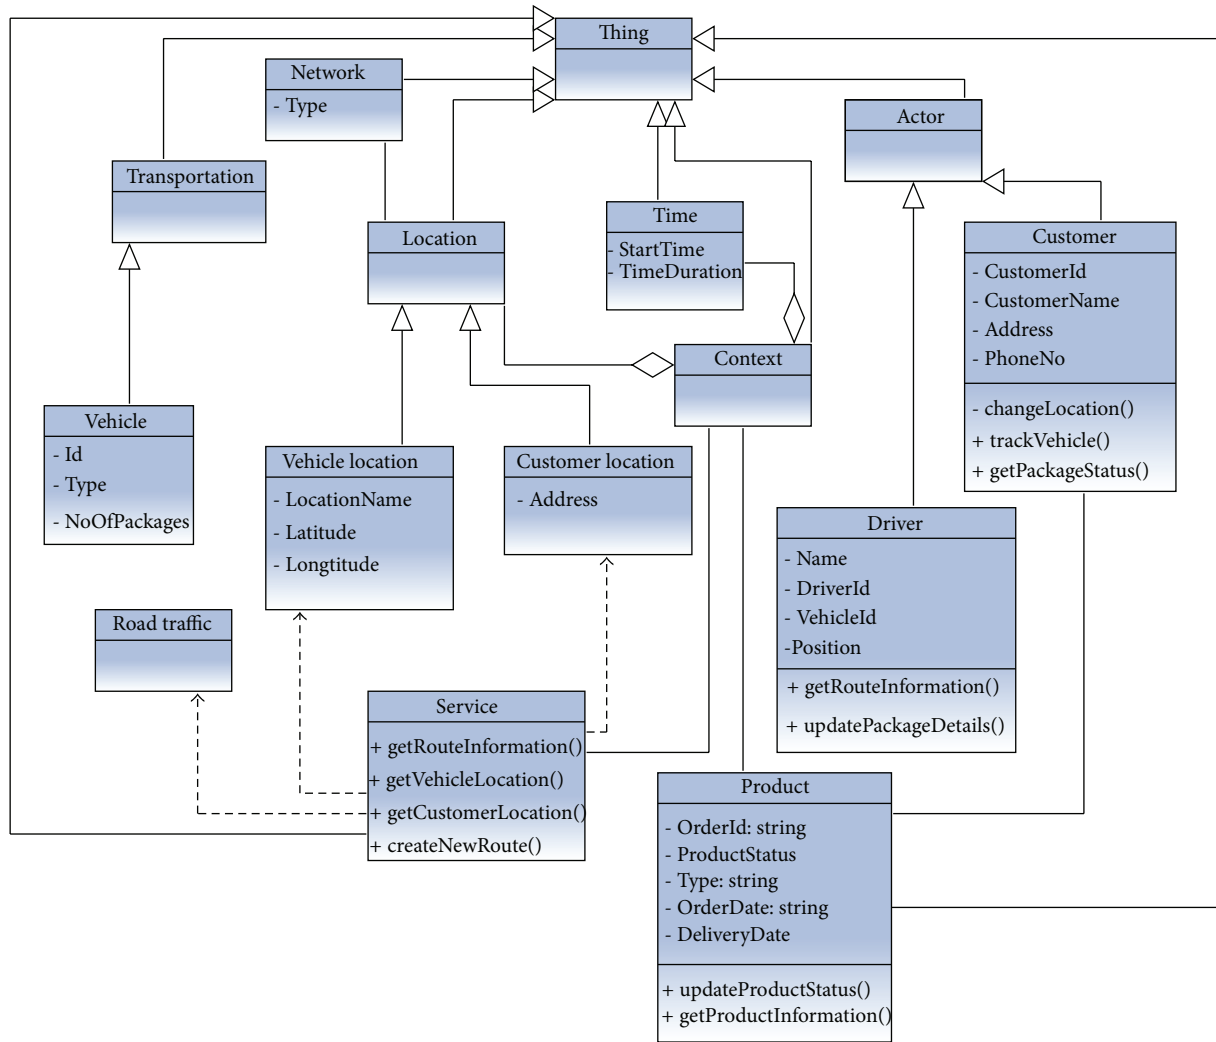 Thing
Network
- Type
Actor
Transportation
Location
Time
- StartTime
- TimeDuration
Customer
- CustomerId
- CustomerName
- Address
- PhoneNo
- changeLocation()
+ trackVehicle()
+ getPackageStatus()
Context
Vehicle
- Id
- Type
- NoOfPackages
Vehicle location
- LocationName
- Latitude
- Longtitude
Customer location
- Address
Driver
- Name
- DriverId
- VehicleId
-Position
+ getRouteInformation()
+ updatePackageDetails()
Road traffic
Service
+ getRouteInformation()
+ getVehicleLocation()
+ getCustomerLocation()
+ createNewRoute()
Product
- OrderId: string
- ProductStatus
- Type: string
- OrderDate: string
- DeliveryDate
+ updateProductStatus()
+ getProductInformation()